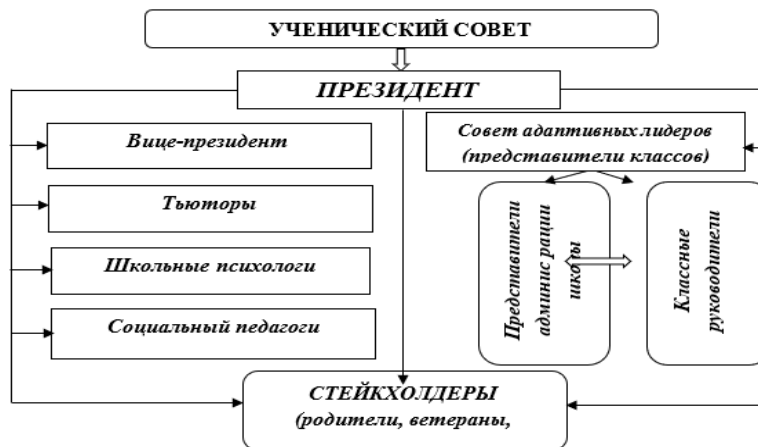 УЧЕНИЧЕСКИЙ СОВЕТ
ПРЕЗИДЕНТ
Вице-президент
Тьюторы
Школьные психологи
Социальный педагоги
Совет адаптивных лидеров
(представители классов)
Представители
админис рации
школы
Классные
руководители
СТЕЙКХОЛДЕРЫ
(родители, ветераны,